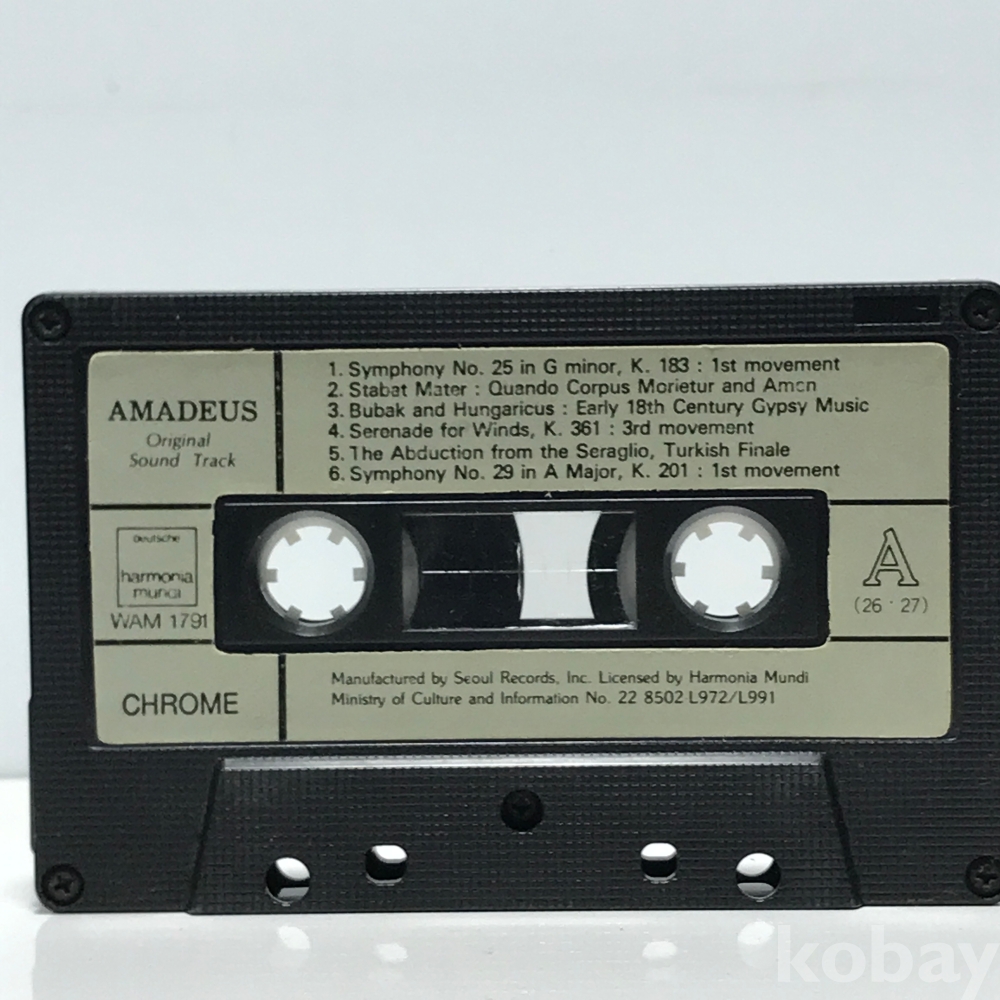 1. Symphony No. 25 in G minor, K. 183 : 1st movement
2. Stabat Mater : Quando Corpus Morietur and Amen
3. Bubak and Hungaricus : Early 18th Century Gypsy Music
4. Serenade for Winds, K. 361 : 3rd movement
5. The Abduction from the Seraglio, Turkish Finale
6. Symphony No. 29 in A Major, K. 201 : 1st movement
AMADEUS
Original
Sound Track
Deutsche
harmonia
mundi
WAM 1791
A
(26 · 27)
CHROME
Manufactured by Seoul Records, Inc. Licensed by Harmonia Mundi
Ministry of Culture and Information No. 22 8502 L972/L991
kobay